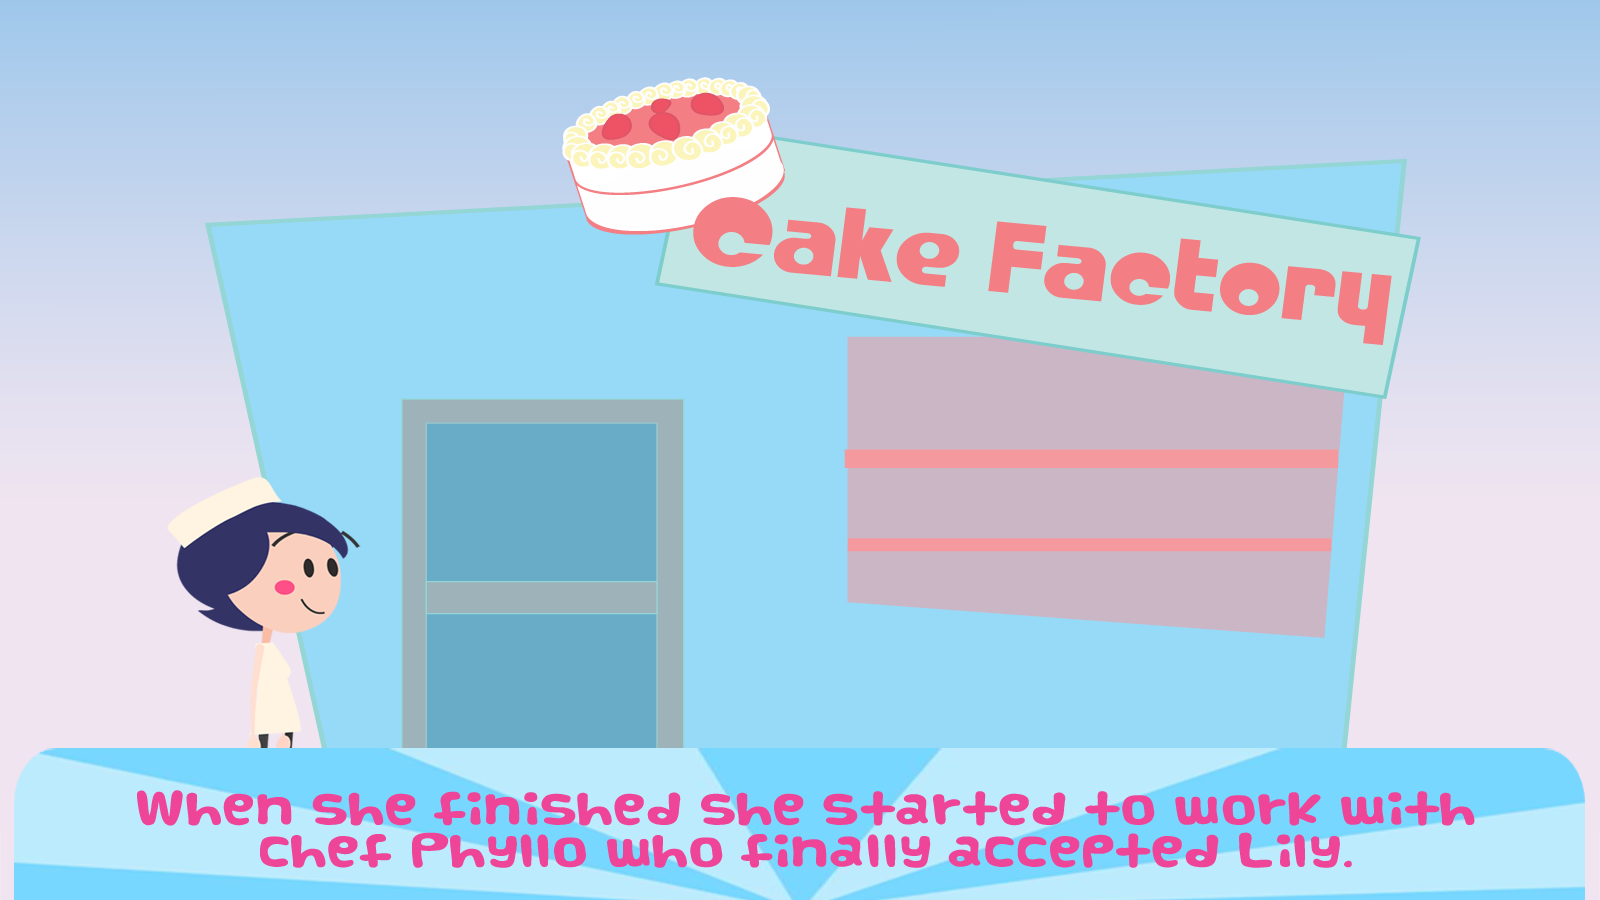 Cake Factory
When she finished she started to work with
chef Phyllo who finally accepted Lily.